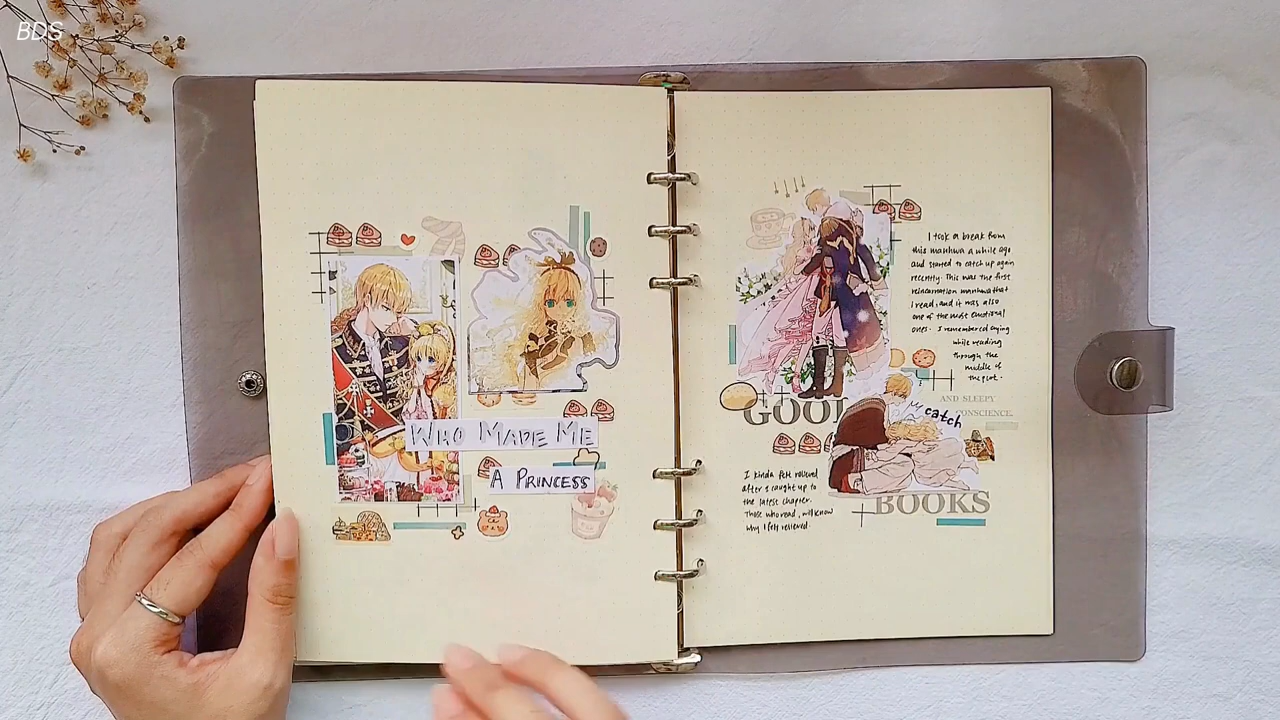 BDS
WHO MADE ME
A PRINCESS
I took a break from
this manhwa a while ago
and started to catch up again
recently. This was the first
reincarnation manhwa that
I read, and it was also
one of the most emotional
ones. I remembered crying
while reading
through the
middle of
the plot.
GOOD
AND SLEEPY
CONSCIENCE.
catch
I kinda felt relieved
after I caught up to
the latest chapter.
Those who read, will know
why I felt relieved.
BOOKS